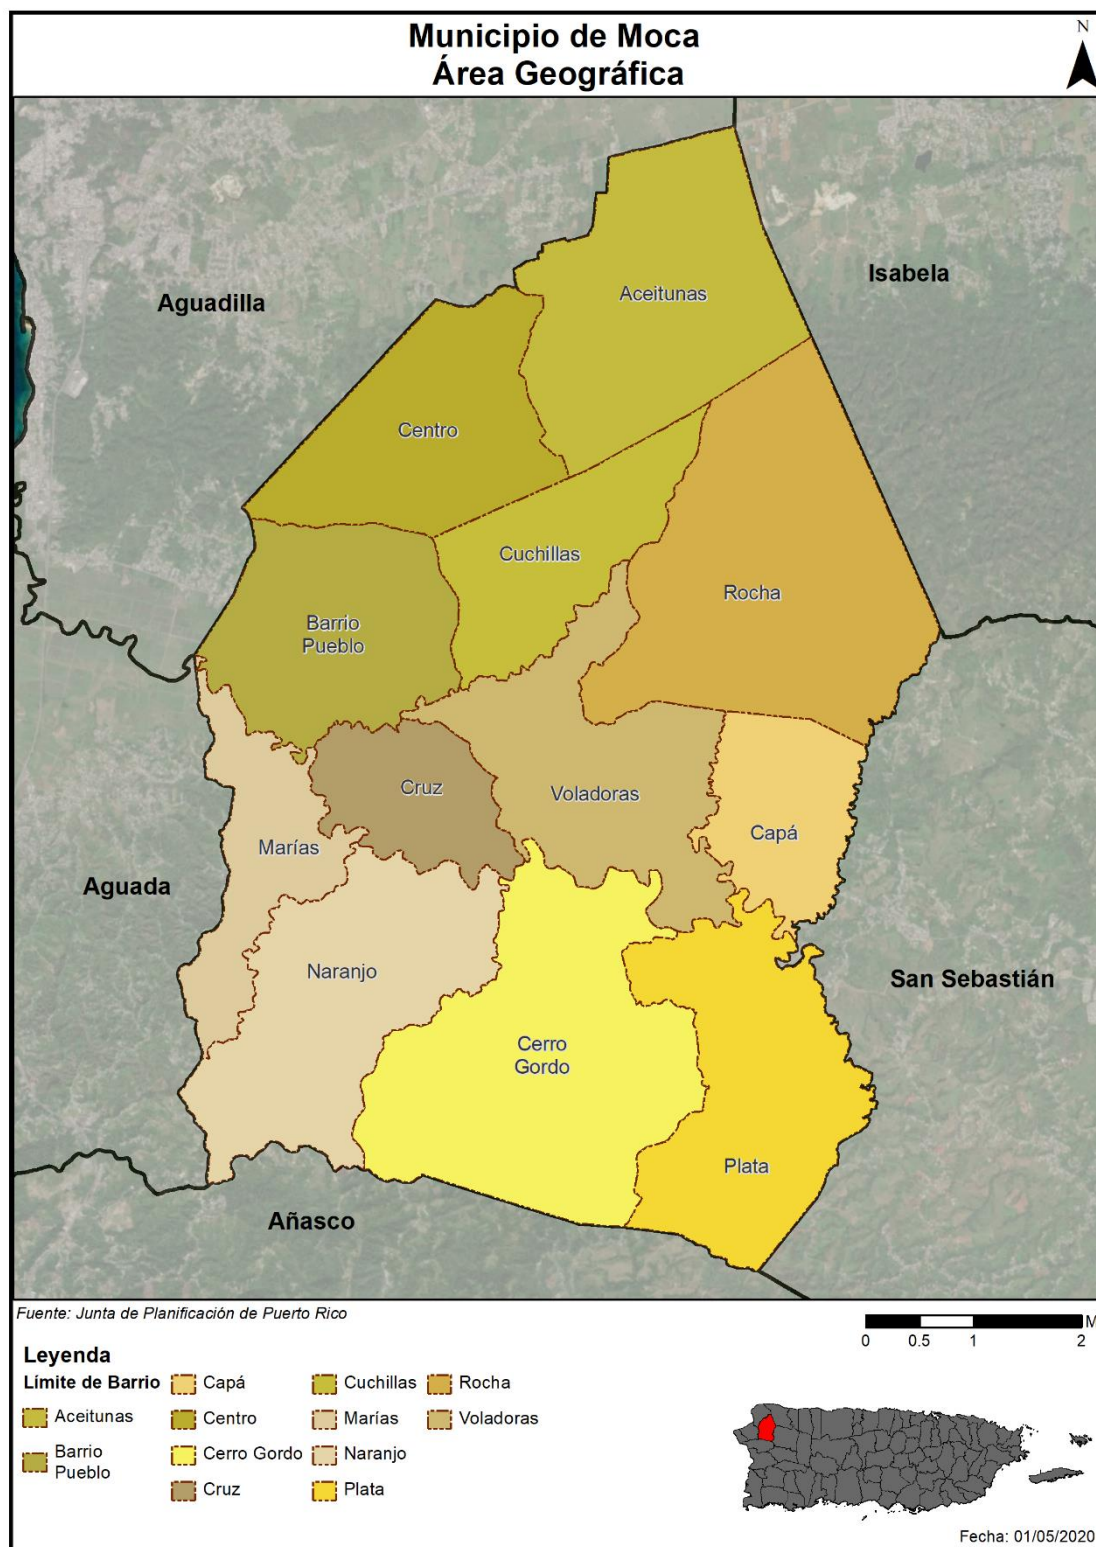 Municipio de Moca
Área Geográfica
N
Aguadilla
Isabela
Aceitunas
Centro
Cuchillas
Rocha
Barrio
Pueblo
Cruz
Voladoras
Capá
Marías
Aguada
Naranjo
San Sebastián
Cerro
Gordo
Plata
Añasco
Fuente: Junta de Planificación de Puerto Rico
M
0 0.5 1 2
Leyenda
Límite de Barrio
Aceitunas
Barrio
Pueblo
Capá
Centro
Cerro Gordo
Cruz
Cuchillas
Marías
Naranjo
Plata
Rocha
Voladoras
Fecha: 01/05/2020